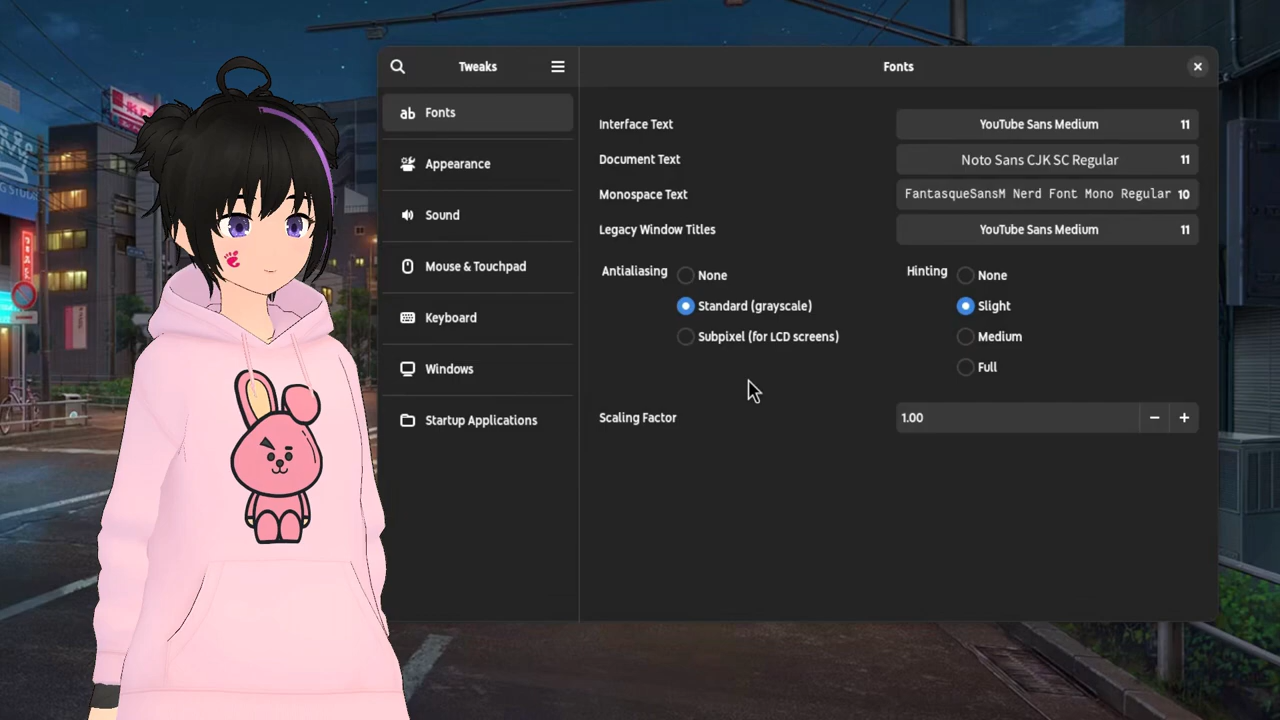 Tweaks
Fonts
ab Fonts
Appearance
Sound
Mouse & Touchpad
Keyboard
Windows
Startup Applications
Interface Text YouTube Sans Medium 11
Document Text Noto Sans CJK SC Regular 11
Monospace Text FantasqueSansM Nerd Font Mono Regular 10
Legacy Window Titles YouTube Sans Medium 11
Antialiasing None
Standard (grayscale)
Subpixel (for LCD screens)
Hinting None
Slight
Medium
Full
Scaling Factor 1.00